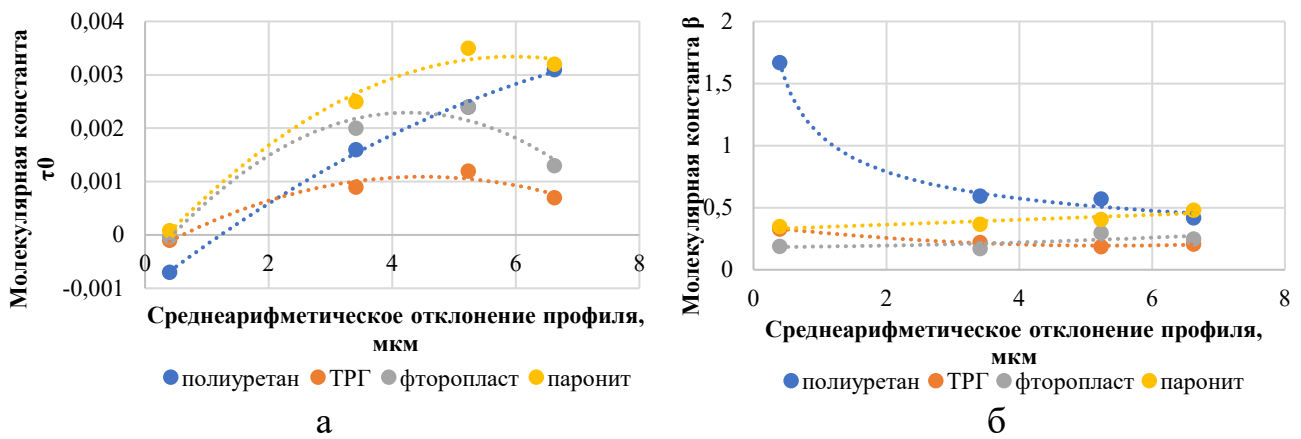 0,004
0,003
0,002
0,001
0
-0,001
0
2
4
6
8
Молекулярная константа
τ0
Среднеарифметическое отклонение профиля,
мкм
полиуретан ТРГ фторопласт паронит
а
2
1.5
1
0.5
0
0
2
4
6
8
Молекулярная константа β
Среднеарифметическое отклонение профиля,
мкм
полиуретан ТРГ фторопласт паронит
б